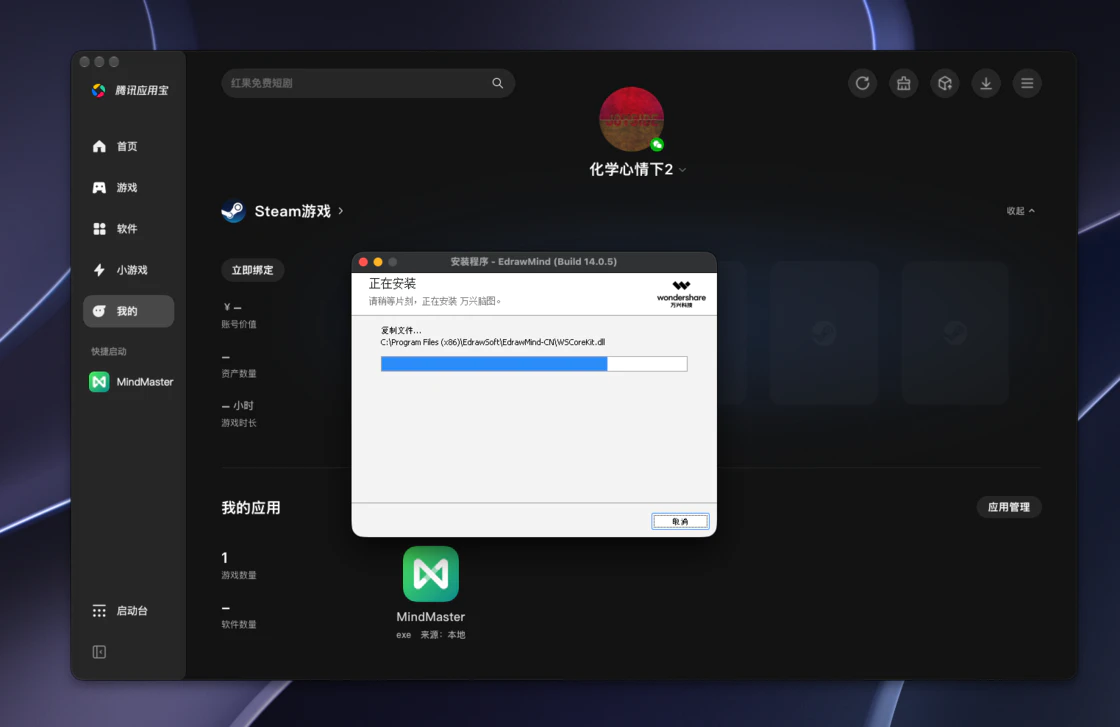 腾讯应用宝
红果免费短剧
化学心情下2
首页
游戏
软件
小游戏
我的
快捷启动
MindMaster
启动台
Steam游戏
收起
立即绑定
¥ –
账号价值
–
资产数量
– 小时
游戏时长
安装程序 - EdrawMind (Build 14.0.5)
正在安装
请稍等片刻，正在安装 万兴脑图。
wondershare
万兴科技
复制文件...
C:\Program Files (x86)\EdrawSoft\EdrawMind-CN\WSCoreKit.dll
取消
我的应用
应用管理
1
游戏数量
–
软件数量
MindMaster
exe 来源：本地